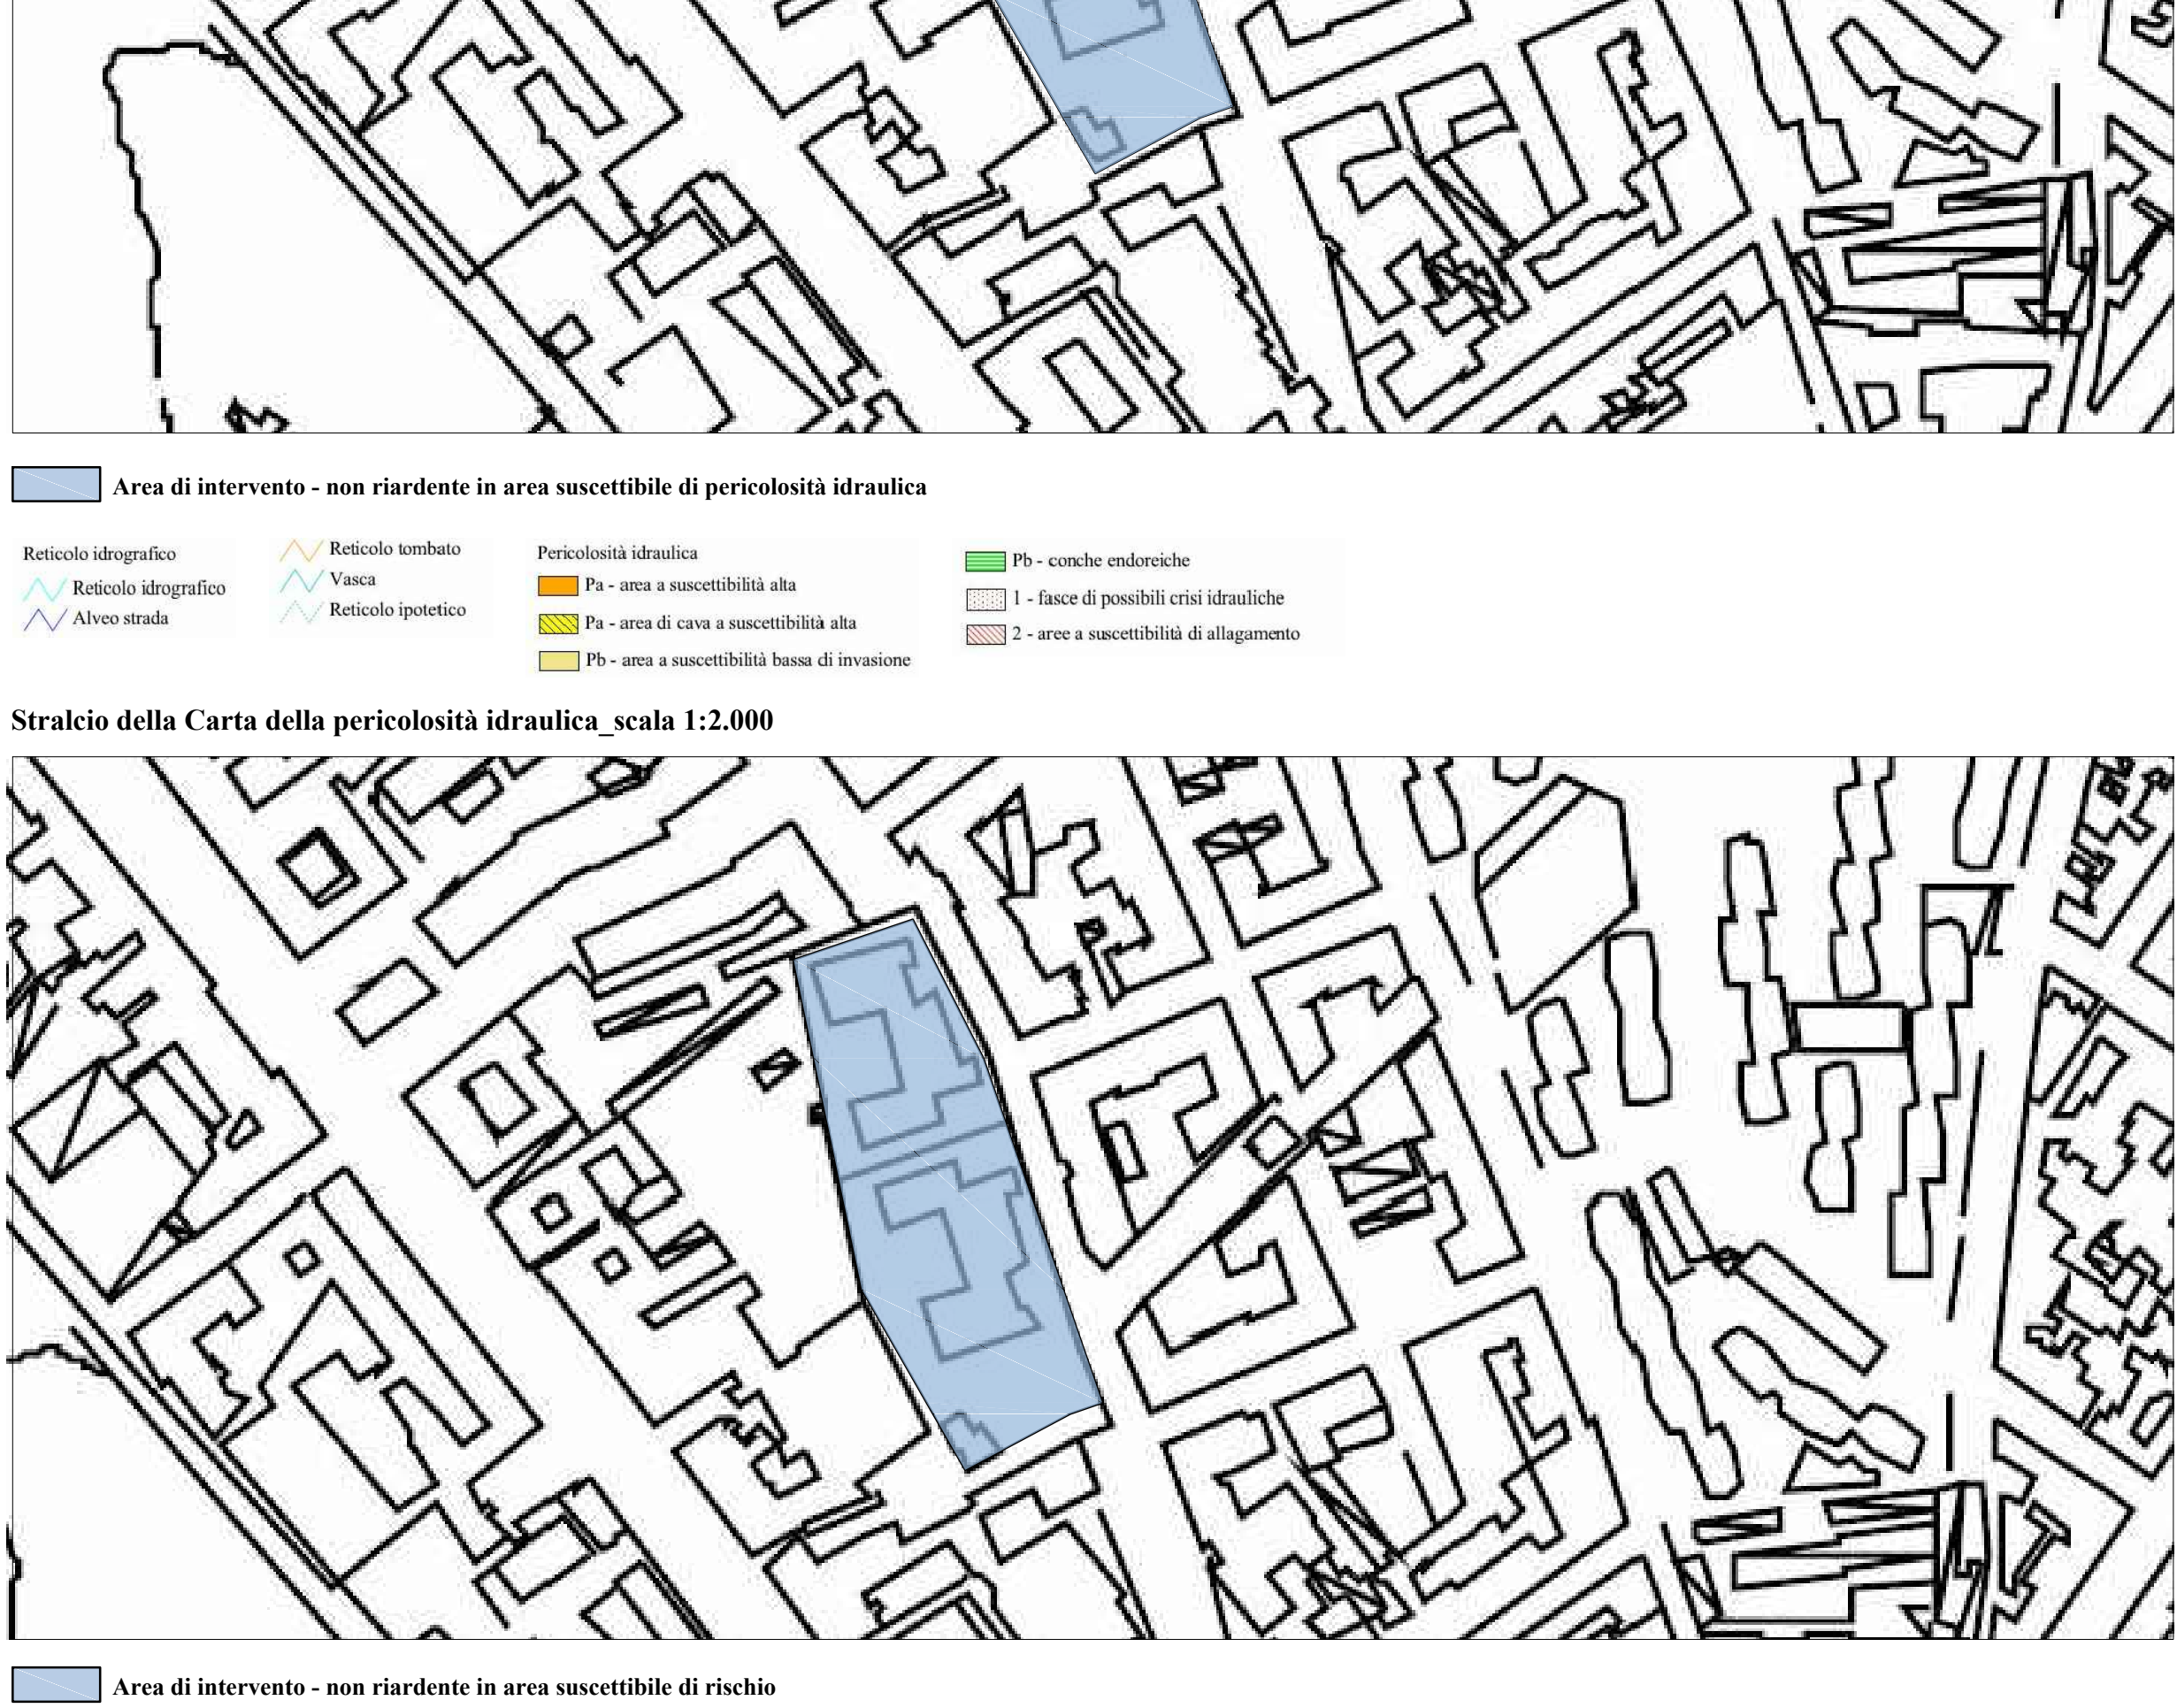 Area di intervento - non riardente in area suscettibile di pericolosità idraulica
Reticolo idrografico
Reticolo idrografico
Alveo strada
Reticolo tombato
Vasca
Reticolo ipotetico
Pericolosità idraulica
Pa - area a suscettibilità alta
Pa - area di cava a suscettibilità alta
Pb - area a suscettibilità bassa di invasione
Pb - conche endoreiche
1 - fasce di possibili crisi idrauliche
2 - aree a suscettibilità di allagamento
Stralcio della Carta della pericolosità idraulica_scala 1:2.000
Area di intervento - non riardente in area suscettibile di rischio